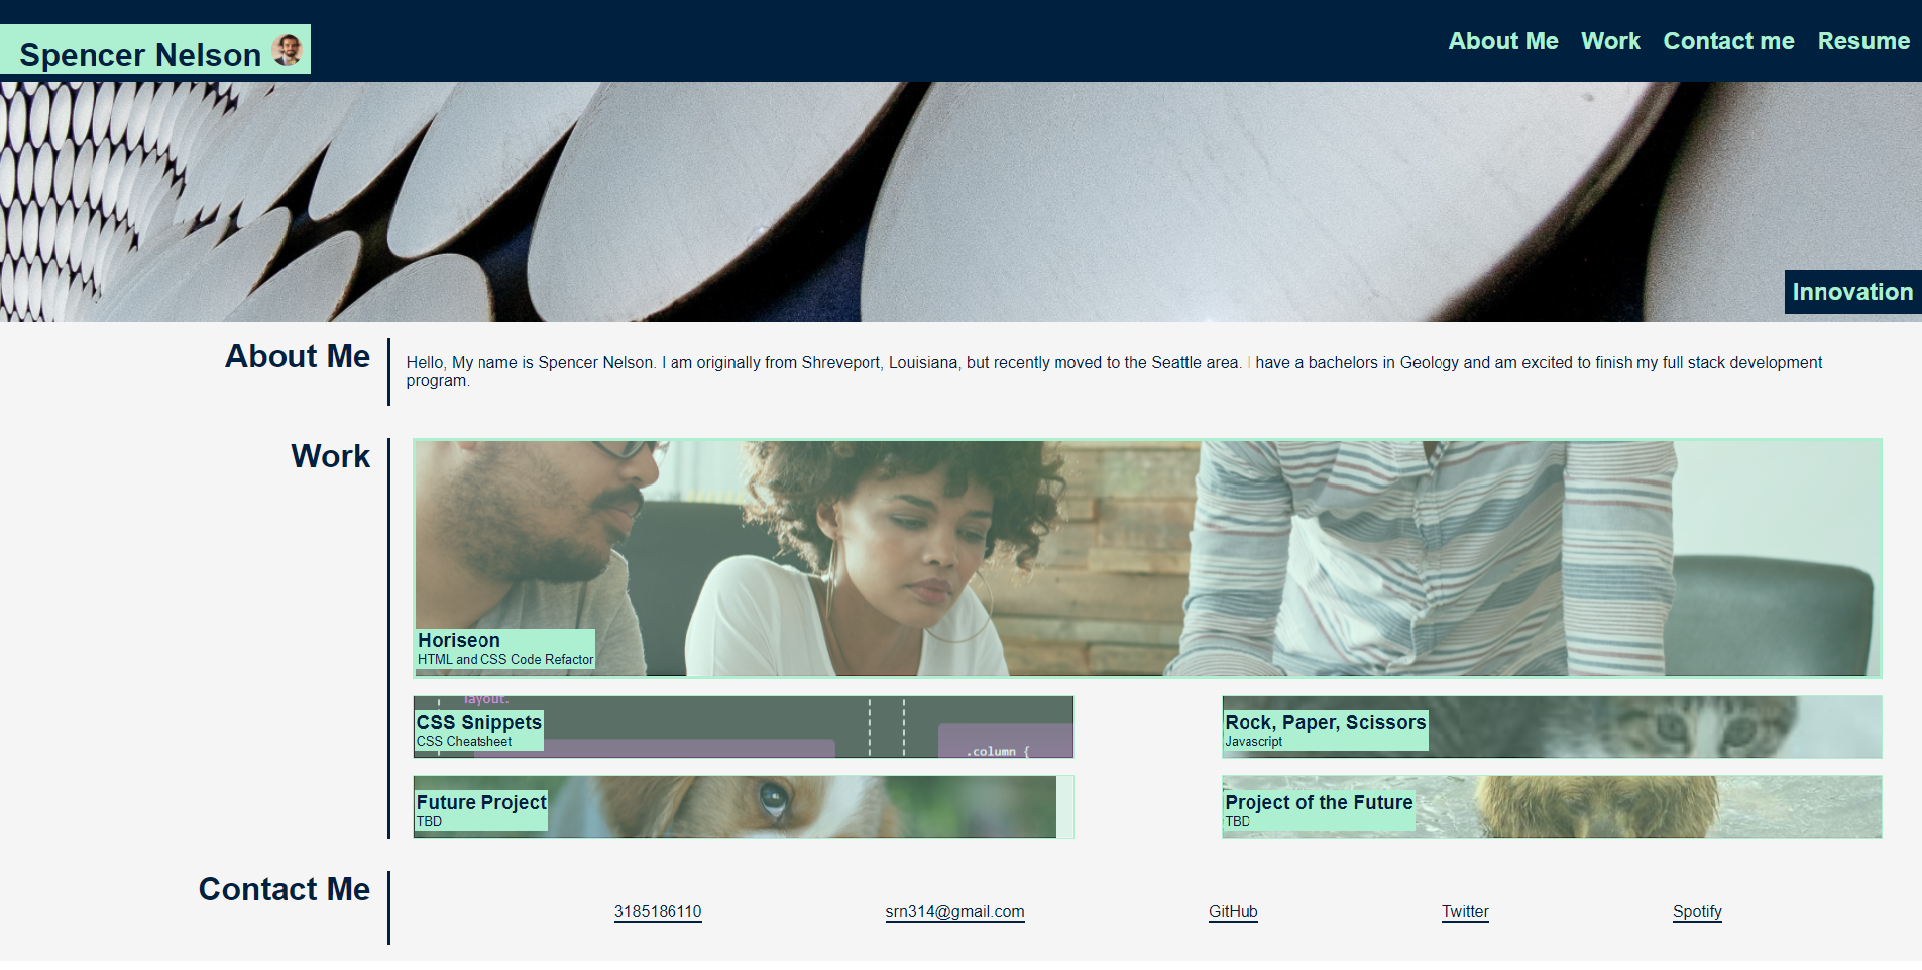 Spencer Nelson
About Me Work Contact me Resume
Innovation
About Me
Hello, My name is Spencer Nelson. I am originally from Shreveport, Louisiana, but recently moved to the Seattle area. I have a bachelors in Geology and am excited to finish my full stack development
program.
Work
Horiseon
HTML and CSS Code Refactor
layout.
CSS Snippets
CSS Cheatsheet
.column {
Rock, Paper, Scissors
Javascript
Future Project
TBD
Project of the Future
TBD
Contact Me
3185186110
srn314@gmail.com
GitHub
Twitter
Spotify